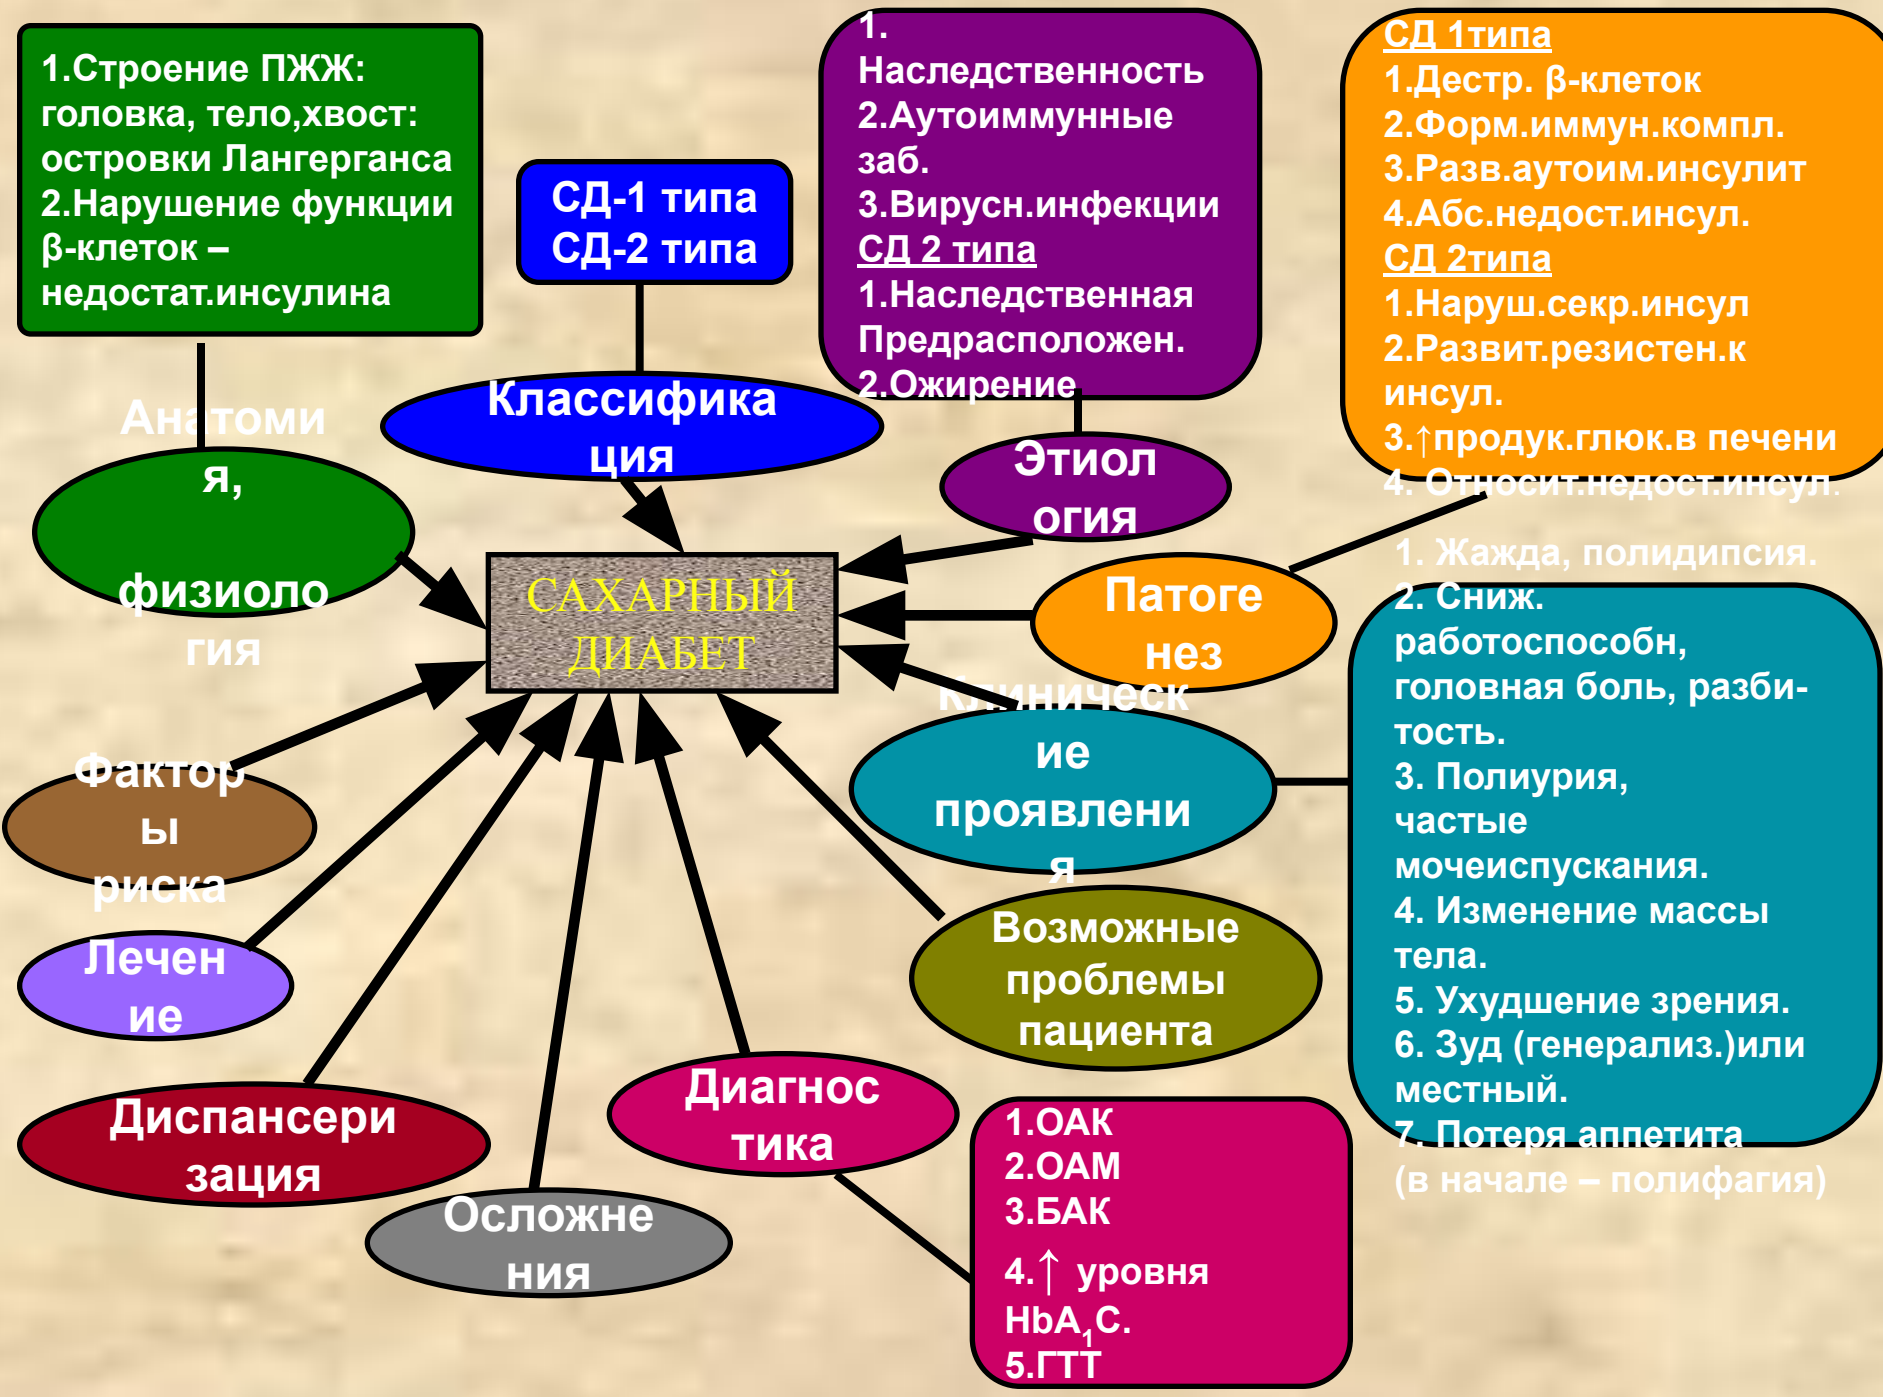 1.Строение ПЖЖ:
головка, тело,хвост:
островки Лангерганса
2.Нарушение функции
β-клеток –
недостат.инсулина
СД-1 типа
СД-2 типа
1.
Наследственность
2.Аутоиммунные
заб.
3.Вирусн.инфекции
СД 2 типа
1.Наследственная
Предрасположен.
2.Ожирение
СД 1типа
1.Дестр. β-клеток
2.Форм.иммун.компл.
3.Разв.аутоим.инсулит
4.Абс.недост.инсул.
СД 2типа
1.Наруш.секр.инсул
2.Развит.резистен.к
инсул.
3.↑продук.глюк.в печени
4. Относит.недост.инсул.
Анатоми
я,
физиоло
гия
Классифика
ция
Этиол
огия
САХАРНЫЙ
ДИАБЕТ
Патоге
нез
Клиническ
ие
проявлени
я
1. Жажда, полидипсия.
2. Сниж.
работоспособн,
головная боль, разби-
тость.
3. Полиурия,
частые
мочеиспускания.
4. Изменение массы
тела.
5. Ухудшение зрения.
6. Зуд (генерализ.)или
местный.
7. Потеря аппетита
(в начале – полифагия)
Фактор
ы
риска
Лечен
ие
Возможные
проблемы
пациента
Диспансери
зация
Осложне
ния
Диагнос
тика
1.ОАК
2.ОАМ
3.БАК
4.↑ уровня
HbA₁C.
5.ГТТ